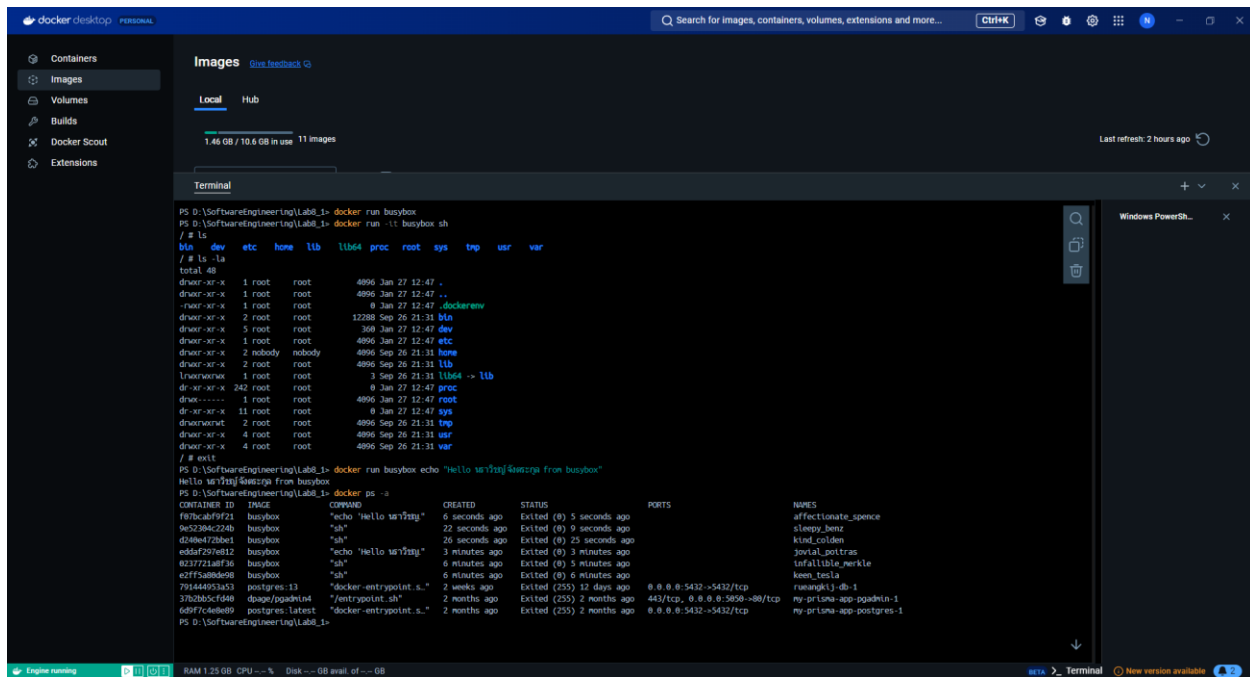 docker desktop PERSONAL
Search for images, containers, volumes, extensions and more... Ctrl+K
N
Containers
Images
Volumes
Builds
Docker Scout
Extensions
Images Give feedback
Local Hub
1.46 GB / 10.6 GB in use 11 images
Last refresh: 2 hours ago
Terminal
Windows PowerSh...
PS D:\SoftwareEngineering\Lab8_1> docker run busybox
PS D:\SoftwareEngineering\Lab8_1> docker run -it busybox sh
/ # ls
bin dev etc home lib lib64 proc root sys tmp usr var
/ # ls -la
total 48
drwxr-xr-x 1 root root 4096 Jan 27 12:47 .
drwxr-xr-x 1 root root 4096 Jan 27 12:47 ..
-rwxr-xr-x 1 root root 0 Jan 27 12:47 .dockerenv
drwxr-xr-x 2 root root 12288 Sep 26 21:31 bin
drwxr-xr-x 5 root root 360 Jan 27 12:47 dev
drwxr-xr-x 1 root root 4096 Jan 27 12:47 etc
drwxr-xr-x 2 nobody nobody 4096 Sep 26 21:31 home
drwxr-xr-x 2 root root 4096 Sep 26 21:31 lib
lrwxrwxrwx 1 root root 3 Sep 26 21:31 lib64 -> lib
dr-xr-xr-x 242 root root 0 Jan 27 12:47 proc
drwx------ 1 root root 4096 Jan 27 12:47 root
dr-xr-xr-x 11 root root 0 Jan 27 12:47 sys
drwxrwxrwt 2 root root 4096 Sep 26 21:31 tmp
drwxr-xr-x 4 root root 4096 Sep 26 21:31 usr
drwxr-xr-x 4 root root 4096 Sep 26 21:31 var
/ # exit
PS D:\SoftwareEngineering\Lab8_1> docker run busybox echo "Hello from busybox"
Hello from busybox
PS D:\SoftwareEngineering\Lab8_1> docker ps -a
CONTAINER ID IMAGE COMMAND CREATED STATUS PORTS NAMES
f07bcabf9f21 busybox "echo 'Hello 6 seconds ago Exited (0) 5 seconds ago affectionate_spence
9e52304c224b busybox "sh" 22 seconds ago Exited (0) 9 seconds ago sleepy_benz
d240e472bbe1 busybox "sh" 26 seconds ago Exited (0) 25 seconds ago kind_colden
eddaf297e812 busybox "echo 'Hello 3 minutes ago Exited (0) 3 minutes ago jovial_poitras
0237721a8f36 busybox "sh" 6 minutes ago Exited (0) 5 minutes ago infallible_merkle
e2ff5a80de98 busybox "sh" 6 minutes ago Exited (0) 6 minutes ago keen_tesla
791444953a53 postgres:13 "docker-entrypoint.s…" 2 weeks ago Exited (255) 12 days ago 0.0.0.0:5432->5432/tcp rueangkij-db-1
37b2bb5cfd40 dpage/pgadmin4 "/entrypoint.sh" 2 months ago Exited (255) 2 months ago 443/tcp, 0.0.0.0:5050->80/tcp my-prisma-app-pgadmin-1
6d9f7c4e8e89 postgres:latest "docker-entrypoint.s…" 2 months ago Exited (255) 2 months ago 0.0.0.0:5432->5432/tcp my-prisma-app-postgres-1
PS D:\SoftwareEngineering\Lab8_1>
Engine running RAM 1.25 GB CPU --.-- % Disk --.-- GB avail. of --.-- GB BETA >_ Terminal New version available 2